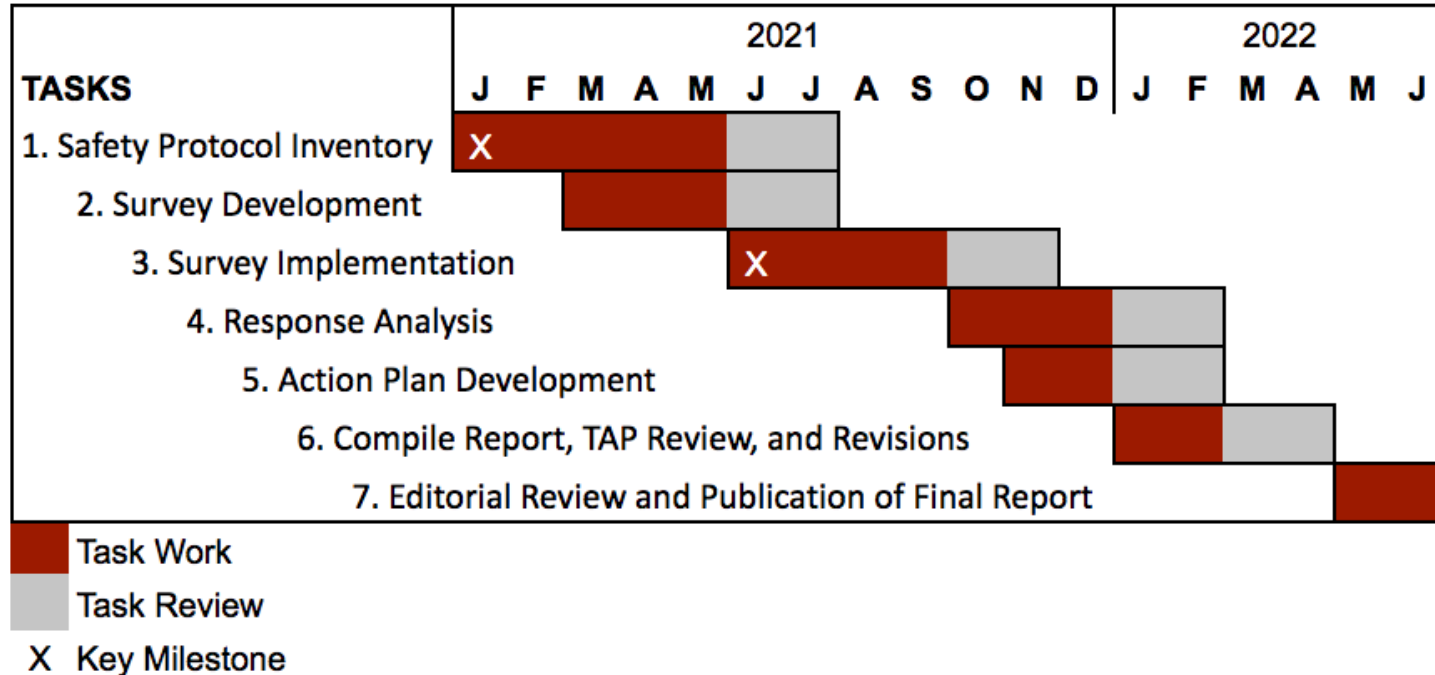 2021 2022
TASKS J F M A M J J A S O N D J F M A M J
1. Safety Protocol Inventory X
2. Survey Development
3. Survey Implementation X
4. Response Analysis
5. Action Plan Development
6. Compile Report, TAP Review, and Revisions
7. Editorial Review and Publication of Final Report
Task Work
Task Review
X Key Milestone